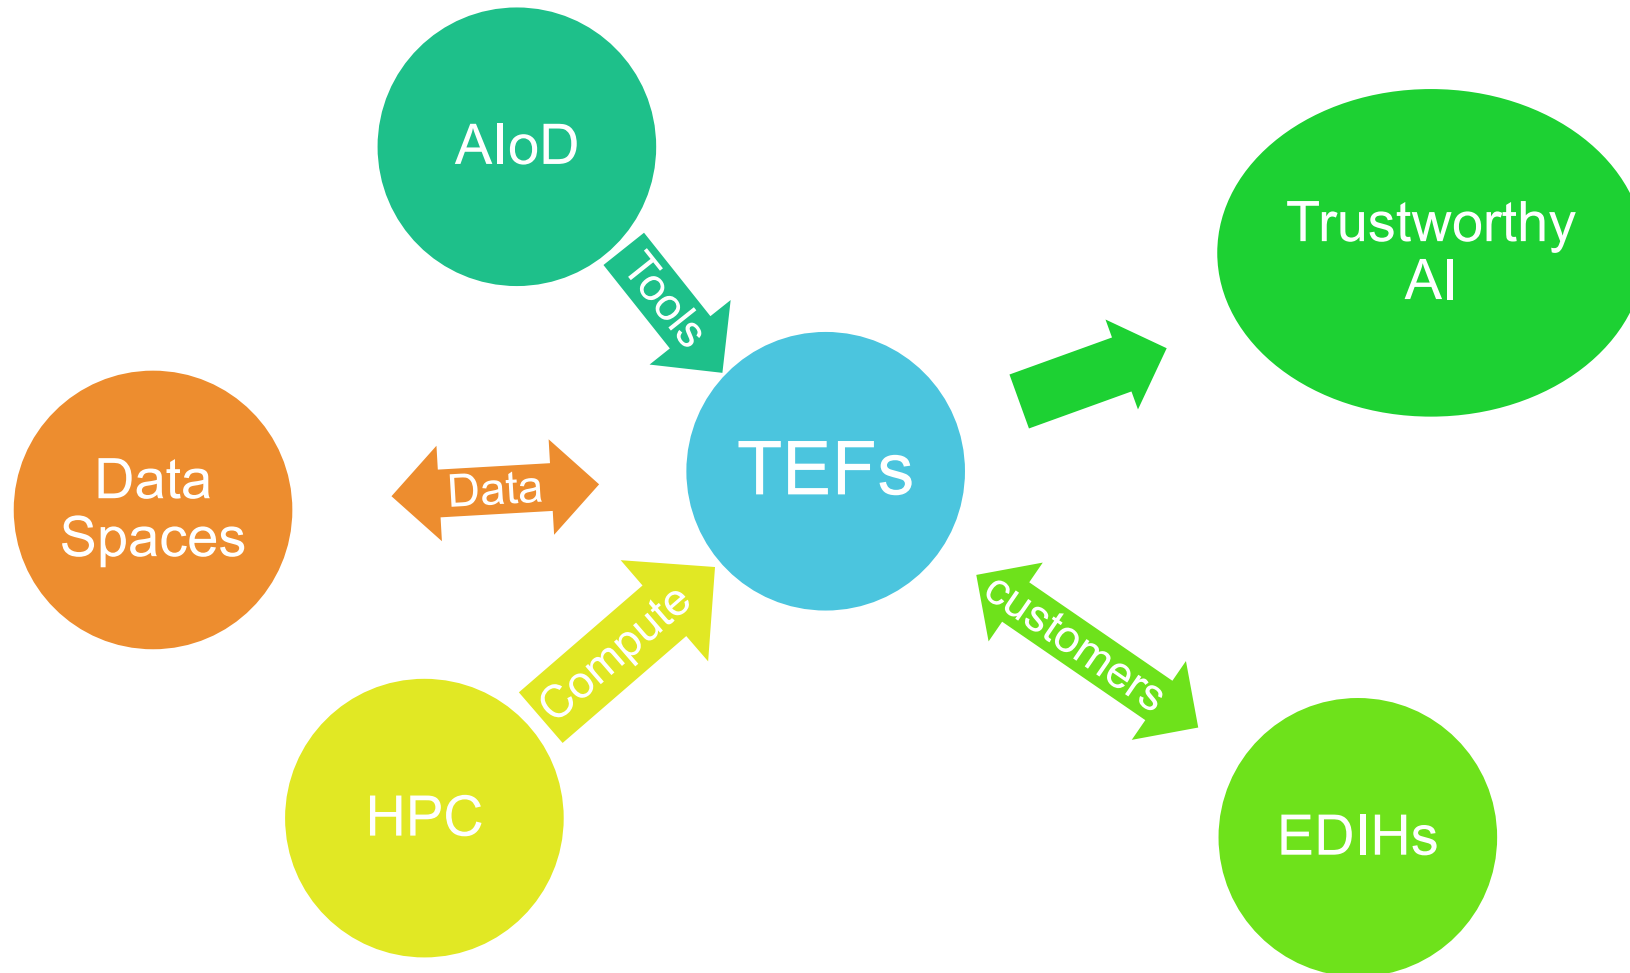 AIoD
Tools
Trustworthy
AI
Data
Spaces
Data
TEFs
Compute
customers
HPC
EDIHs